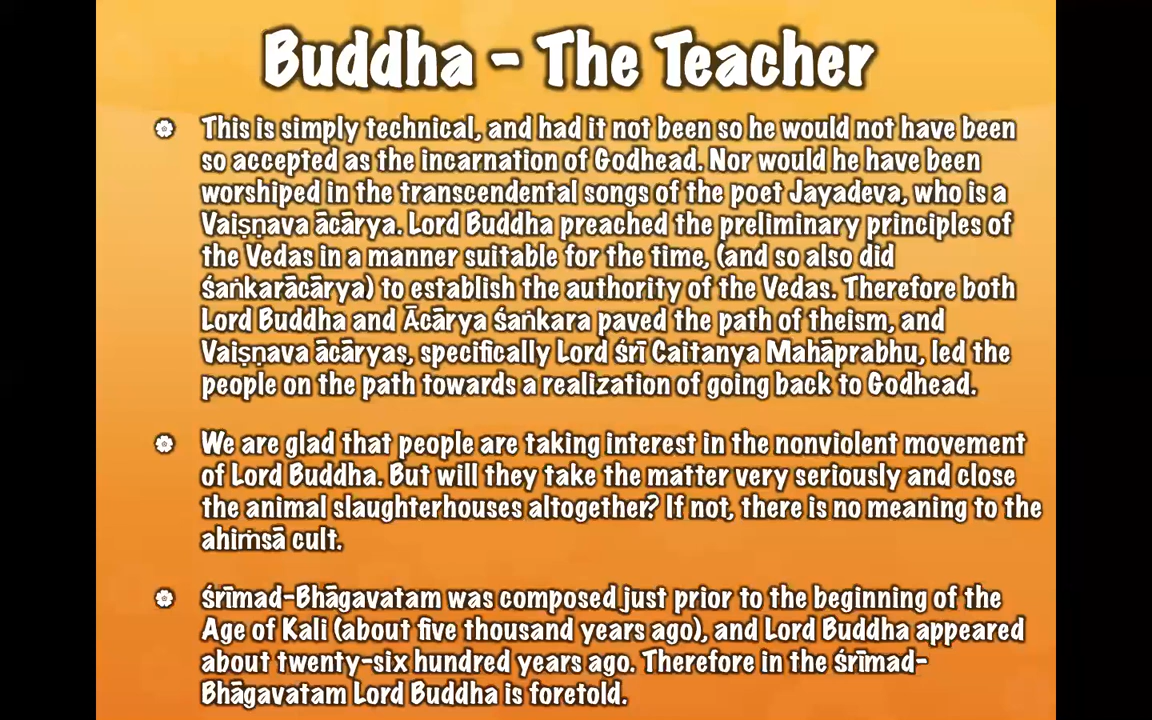 Buddha - The Teacher
This is simply technical, and had it not been so he would not have been
so accepted as the incarnation of Godhead. Nor would he have been
worshiped in the transcendental songs of the poet Jayadeva, who is a
Vaiṣṇava ācārya. Lord Buddha preached the preliminary principles of
the Vedas in a manner suitable for the time, (and so also did
śaṅkarācārya) to establish the authority of the Vedas. Therefore both
Lord Buddha and Ācārya śaṅkara paved the path of theism, and
Vaiṣṇava ācāryas, specifically Lord śrī Caitanya Mahāprabhu, led the
people on the path towards a realization of going back to Godhead.
We are glad that people are taking interest in the nonviolent movement
of Lord Buddha. But will they take the matter very seriously and close
the animal slaughterhouses altogether? If not, there is no meaning to the
ahiṁsā cult.
śrīmad-Bhāgavatam was composed just prior to the beginning of the
Age of Kali (about five thousand years ago), and Lord Buddha appeared
about twenty-six hundred years ago. Therefore in the śrīmad-
Bhāgavatam Lord Buddha is foretold.